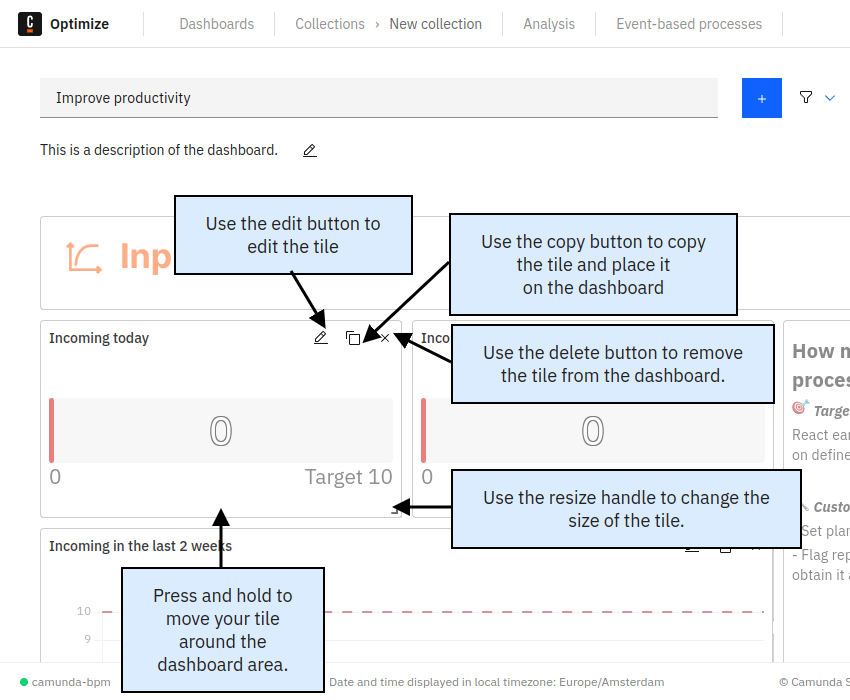 C Optimize Dashboards Collections › New collection Analysis Event-based processes
Improve productivity
+
This is a description of the dashboard.
Use the edit button to
edit the tile
Use the copy button to copy
the tile and place it
on the dashboard
Inp
Incoming today
Inco
Use the delete button to remove
the tile from the dashboard.
How
proces
0
0
Targe
React ear
on define
0 Target 10
0
Use the resize handle to change the
size of the tile.
Custo
Set plan
- Flag rep
obtain it a
Incoming in the last 2 weeks
Press and hold to
move your tile
around the
dashboard area.
10
9
camunda-bpm
Date and time displayed in local timezone: Europe/Amsterdam
© Camunda S